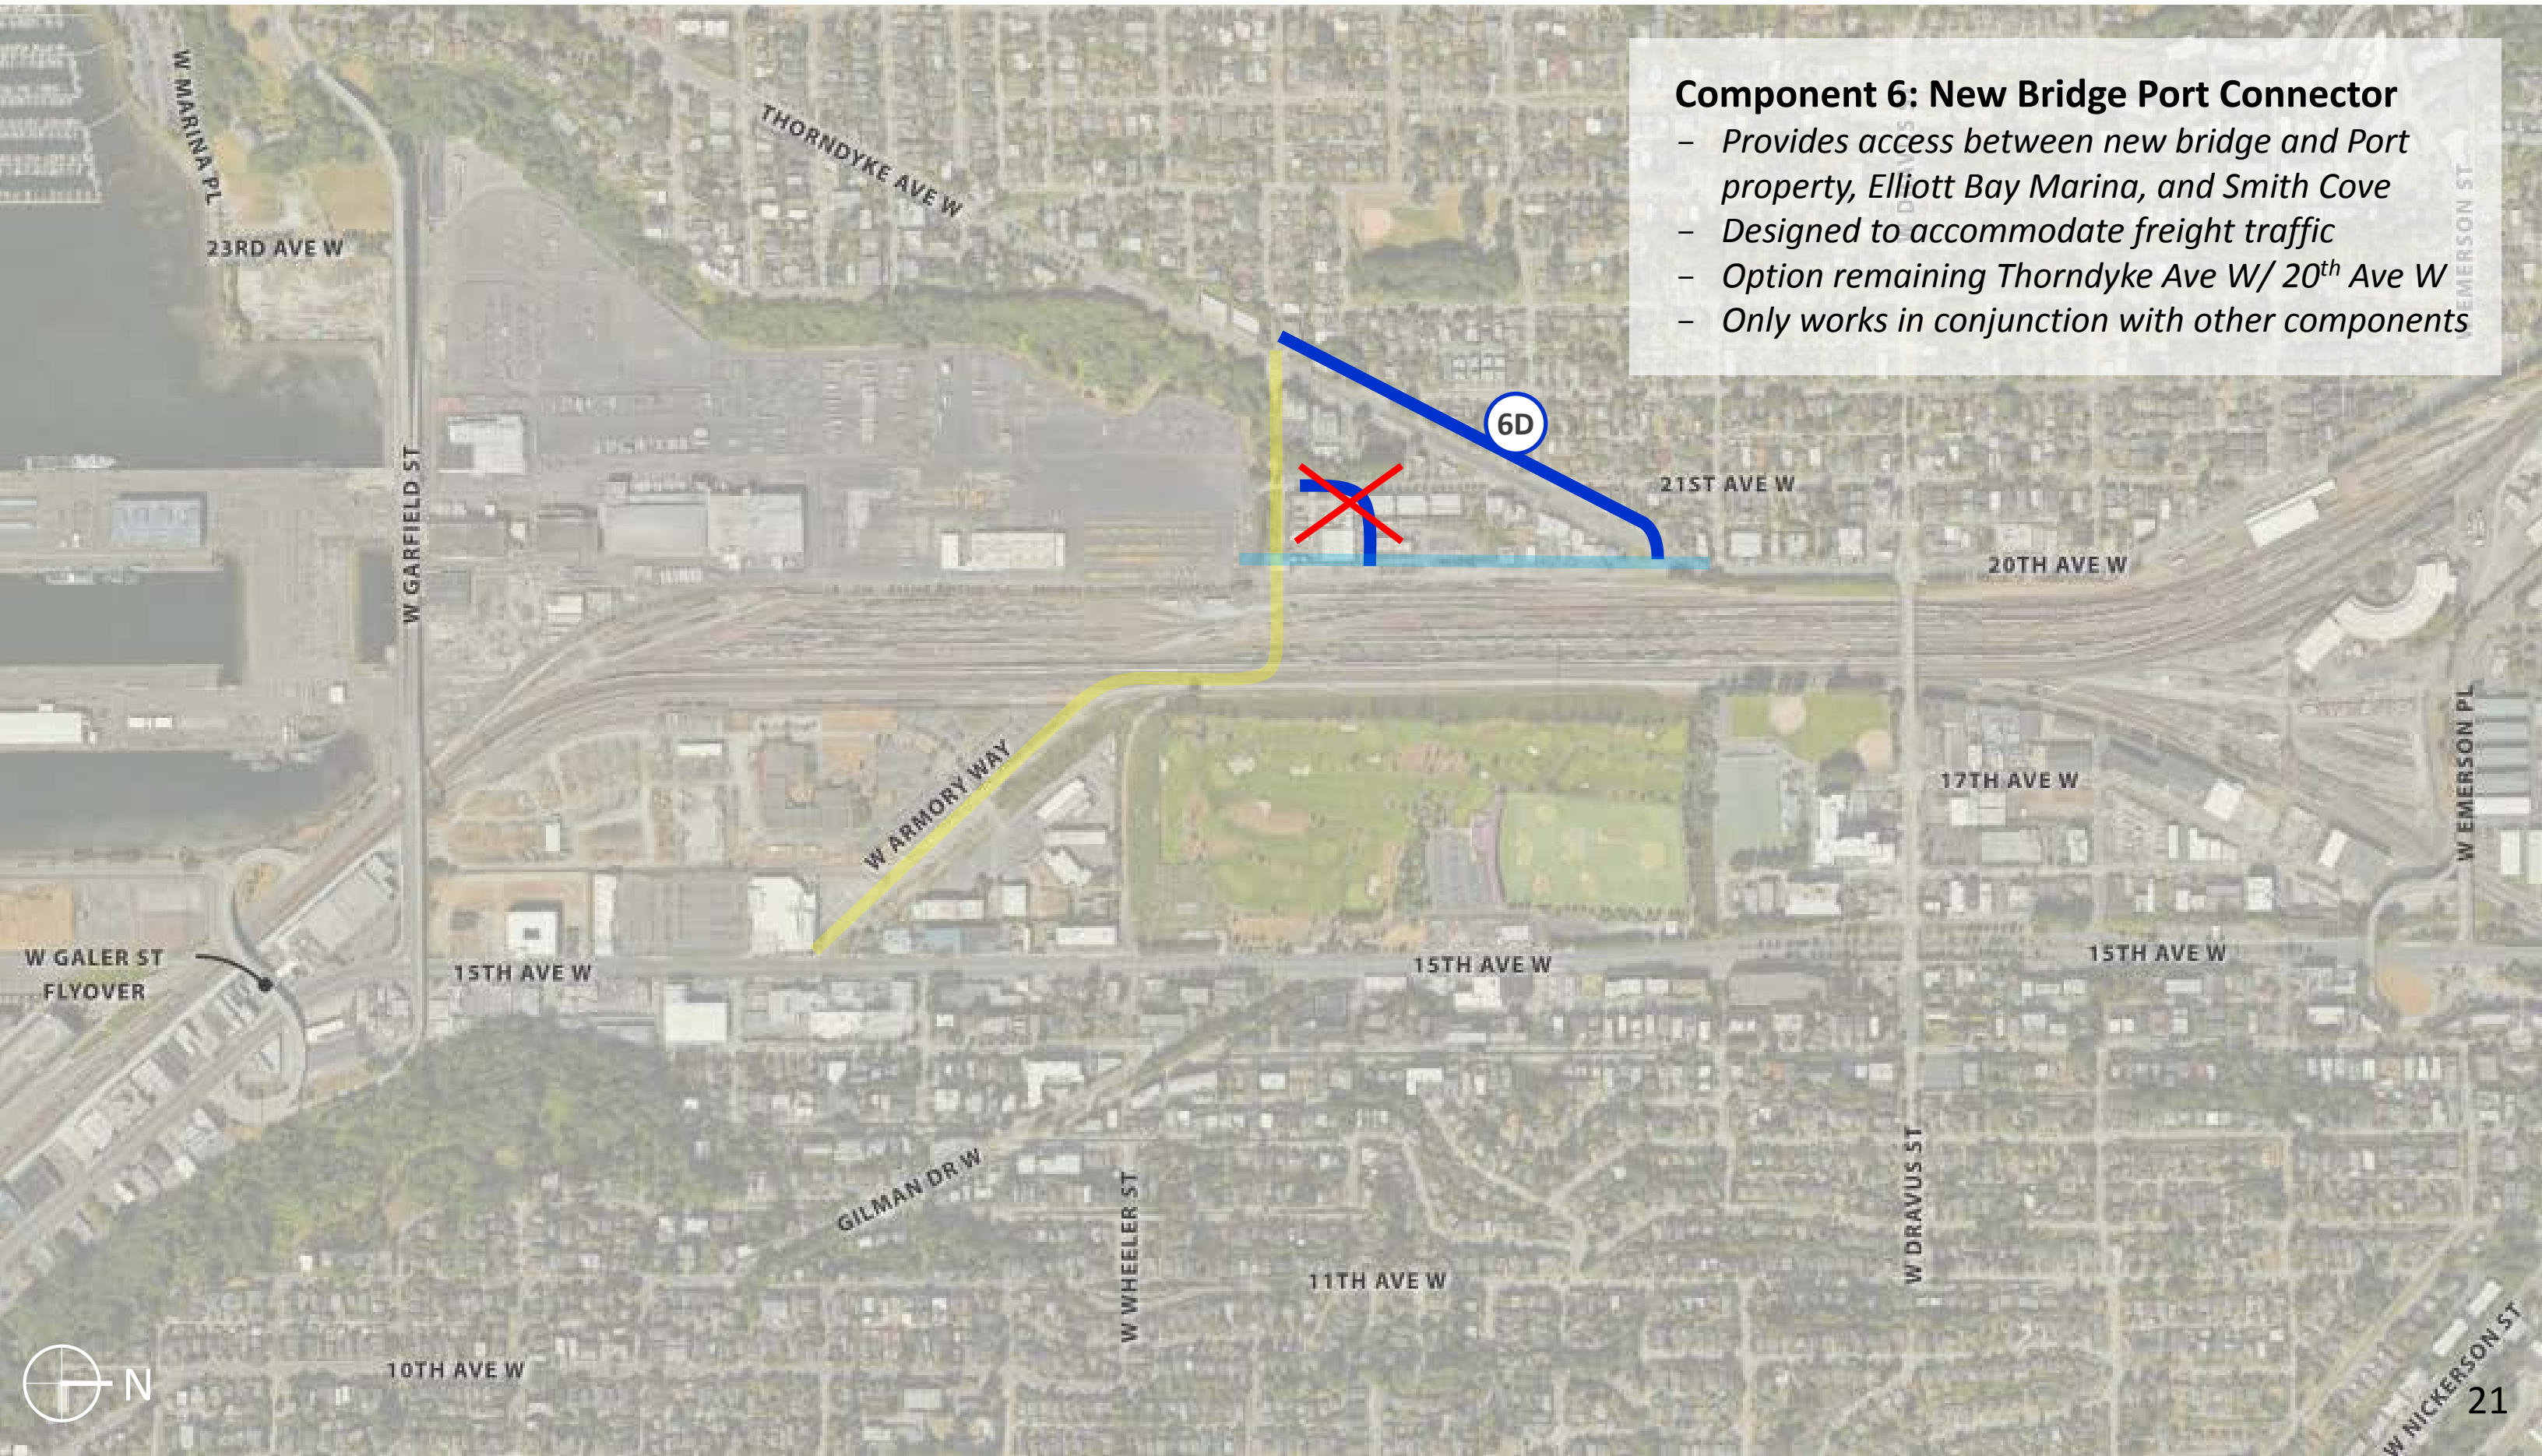 Component 6: New Bridge Port Connector
– Provides access between new bridge and Port
property, Elliott Bay Marina, and Smith Cove
– Designed to accommodate freight traffic
– Option remaining Thorndyke Ave W/ 20th Ave W
– Only works in conjunction with other components
W MARINA PL
THORNDYKE AVE W
23RD AVE W
W EMERSON ST
W DRAVUS ST
6D
21ST AVE W
W GARFIELD ST
20TH AVE W
W ARMORY WAY
17TH AVE W
W EMERSON PL
W GALER ST
FLYOVER
15TH AVE W
15TH AVE W
15TH AVE W
GILMAN DR W
W WHEELER ST
W DRAVUS ST
11TH AVE W
10TH AVE W
N
W NICKERSON ST
21